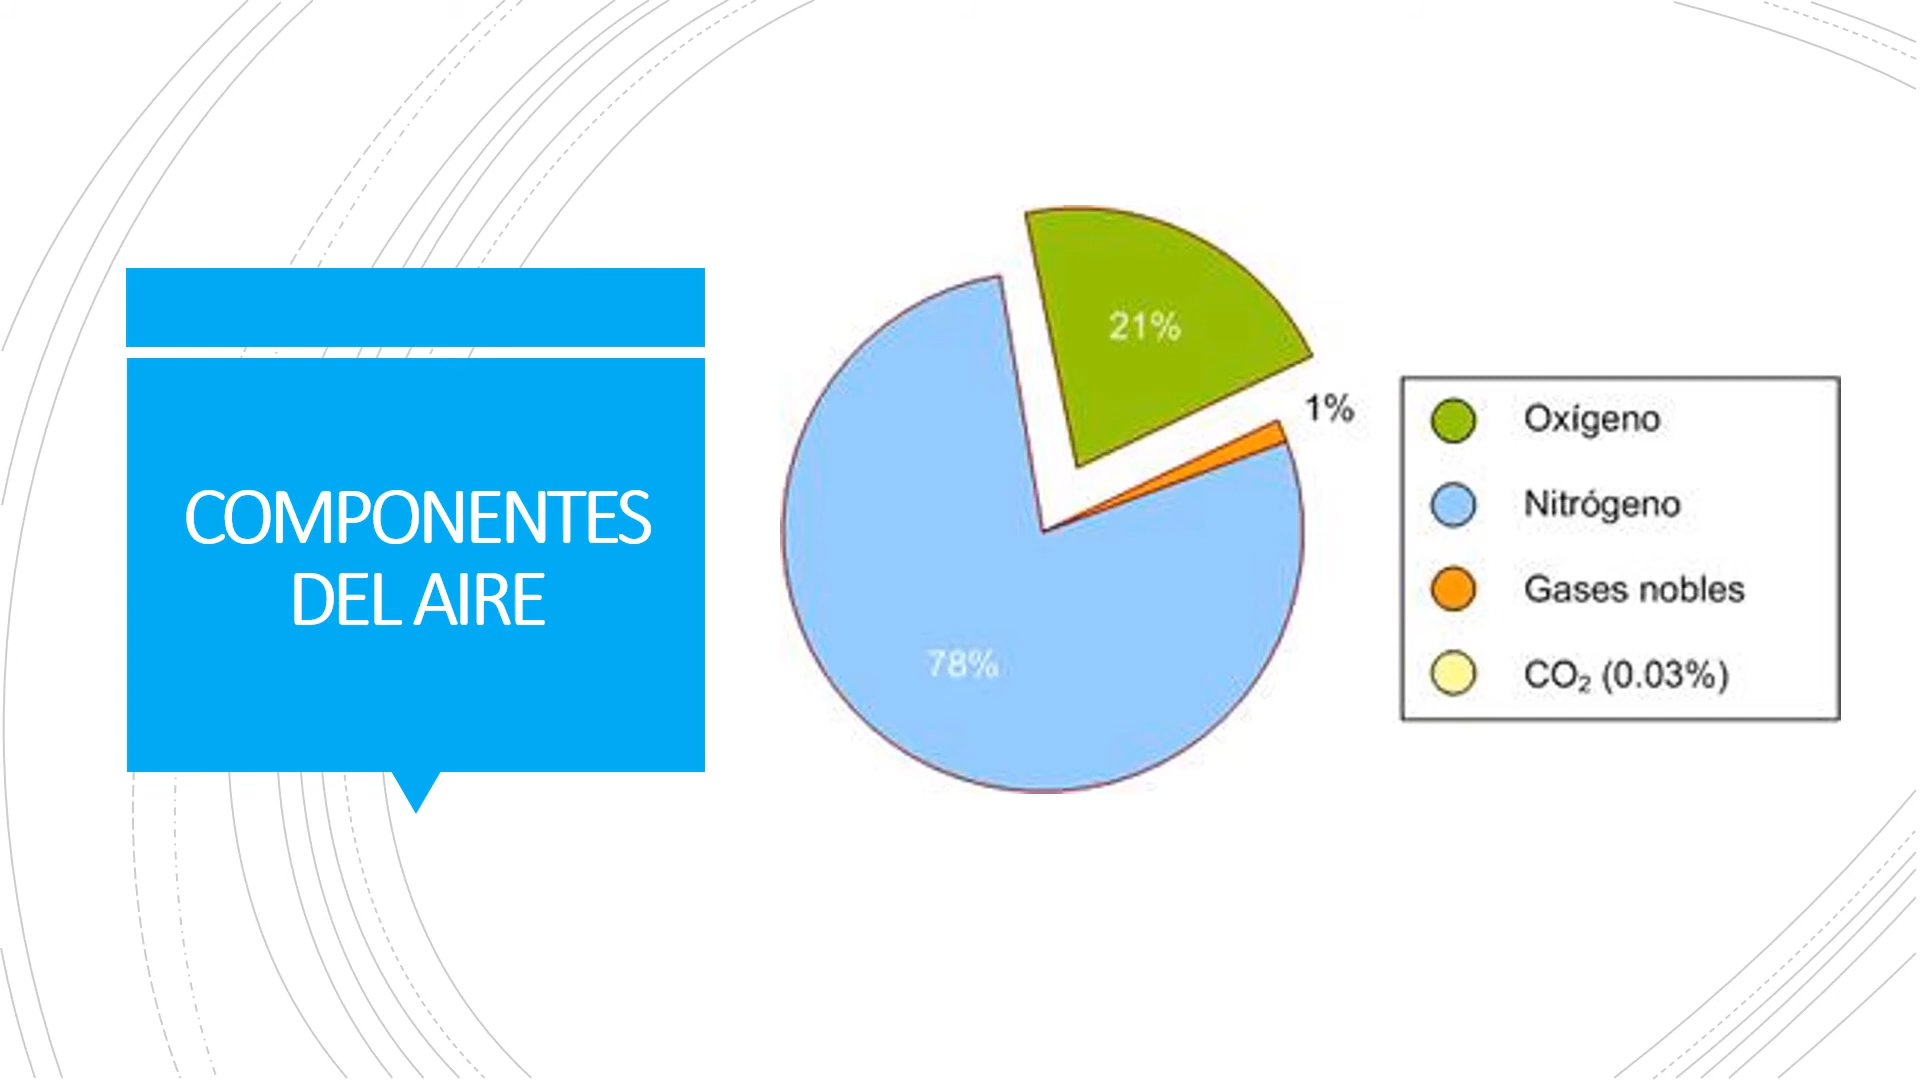 COMPONENTES
DEL AIRE
21%
1%
78%
Oxígeno
Nitrógeno
Gases nobles
CO₂ (0.03%)